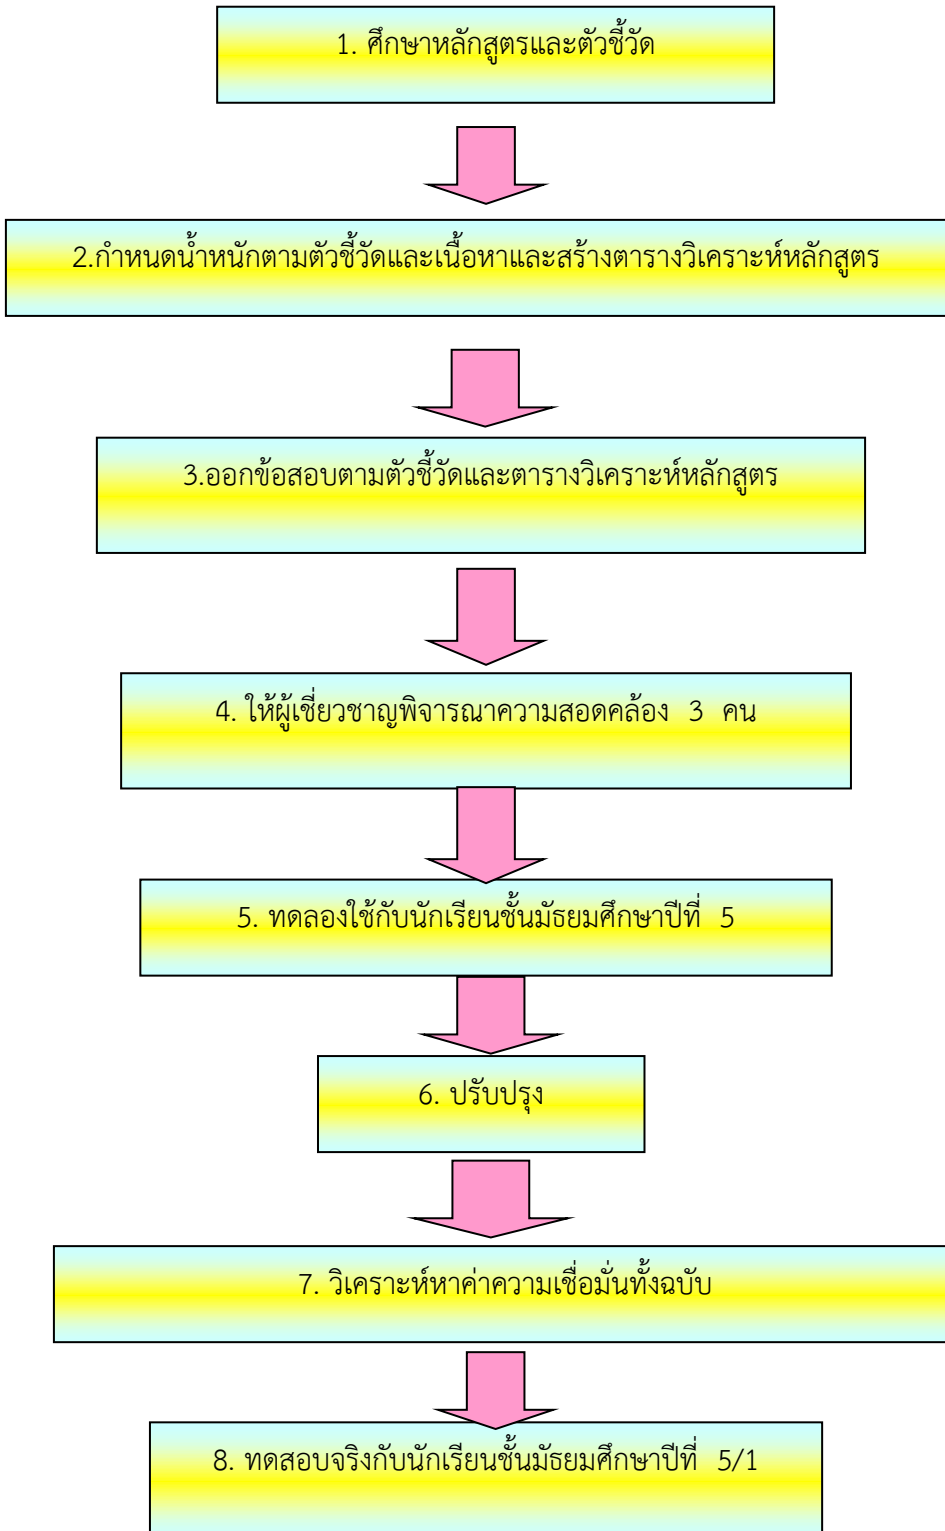 1. ศึกษาหลักสูตรและตัวชี้วัด
2.กำหนดน้ำหนักตามตัวชี้วัดและเนื้อหาและสร้างตารางวิเคราะห์หลักสูตร
3.ออกข้อสอบตามตัวชี้วัดและตารางวิเคราะห์หลักสูตร
4. ให้ผู้เชี่ยวชาญพิจารณาความสอดคล้อง 3 คน
5. ทดลองใช้กับนักเรียนชั้นมัธยมศึกษาปีที่ 5
6. ปรับปรุง
7. วิเคราะห์หาค่าความเชื่อมั่นทั้งฉบับ
8. ทดสอบจริงกับนักเรียนชั้นมัธยมศึกษาปีที่ 5/1